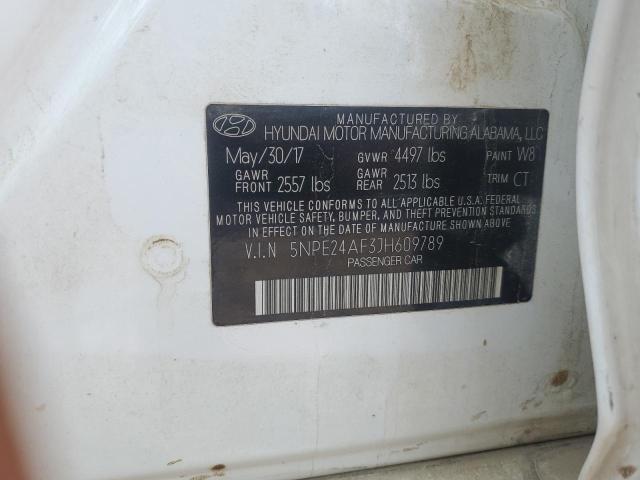 MANUFACTURED BY
HYUNDAI MOTOR MANUFACTURING ALABAMA, LLC
May/30/17 GVWR 4497 lbs PAINT W8
GAWR FRONT 2557 lbs GAWR REAR 2513 lbs TRIM CT
THIS VEHICLE CONFORMS TO ALL APPLICABLE U.S.A. FEDERAL
MOTOR VEHICLE SAFETY, BUMPER, AND THEFT PREVENTION STANDARDS
IN EFFECT ON THE DATE OF MANUFACTURE SHOWN ABOVE
V.I.N 5NPE24AF3JH609789
PASSENGER CAR